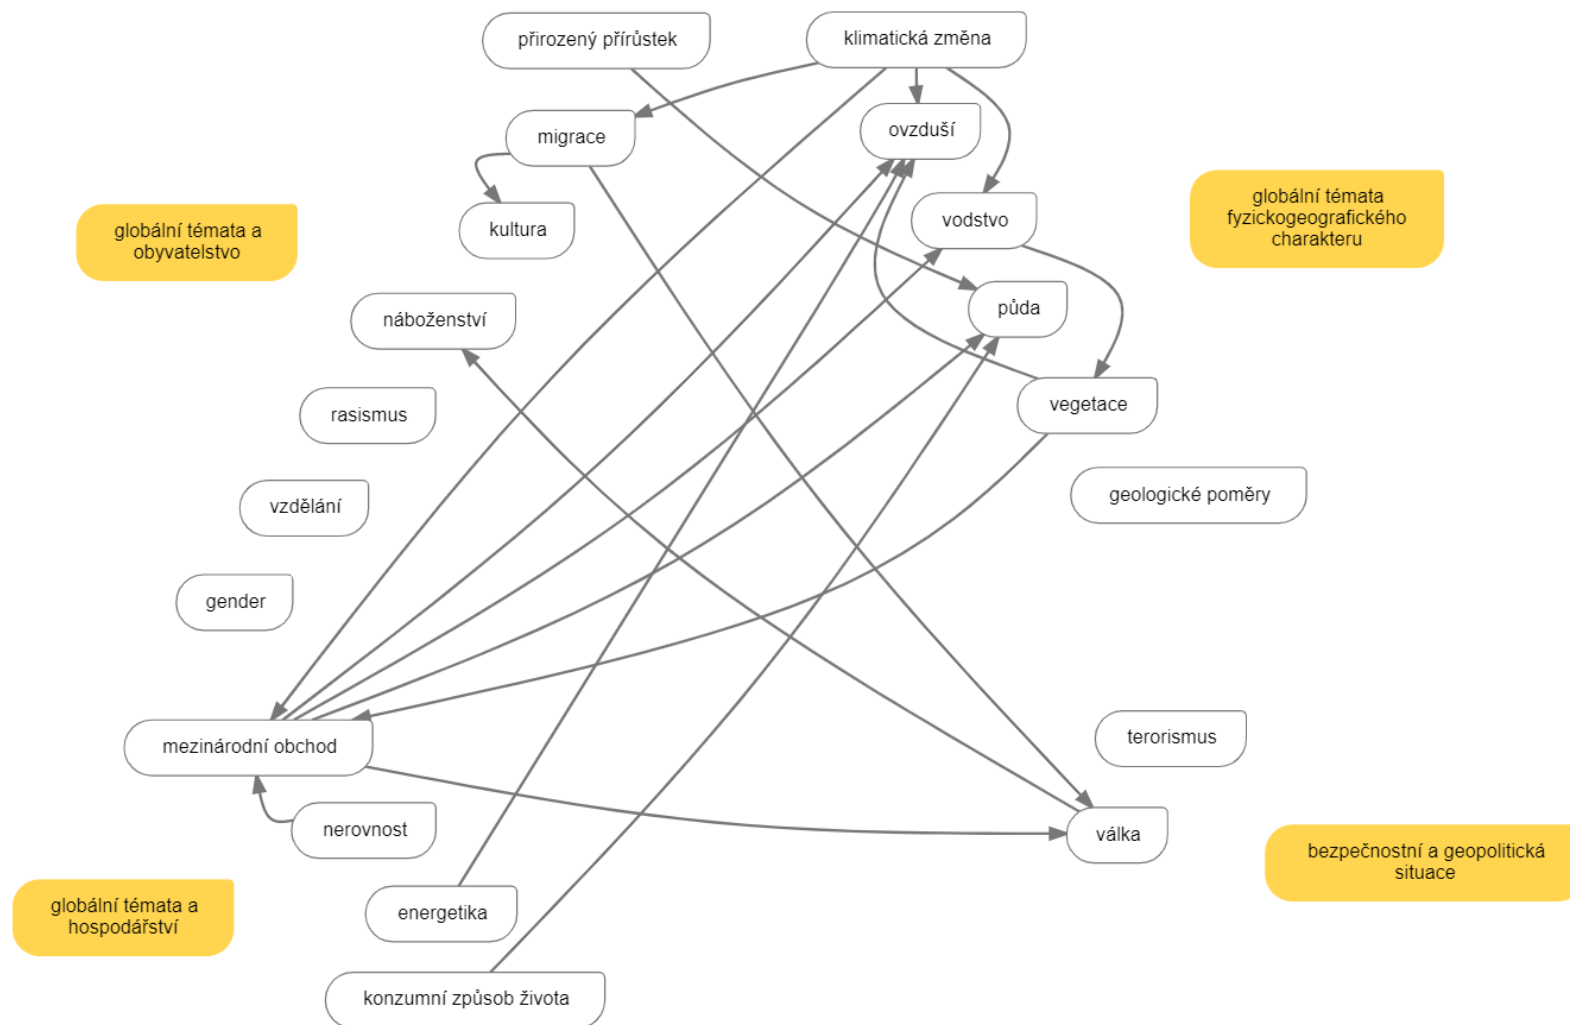 přirozený přírůstek
klimatická změna
migrace
ovzduší
kultura
vodstvo
globální témata a
obyvatelstvo
globální témata
fyzickogeografického
charakteru
náboženství
půda
rasismus
vegetace
vzdělání
geologické poměry
gender
mezinárodní obchod
terorismus
nerovnost
válka
bezpečnostní a geopolitická
situace
globální témata a
hospodářství
energetika
konzumní způsob života